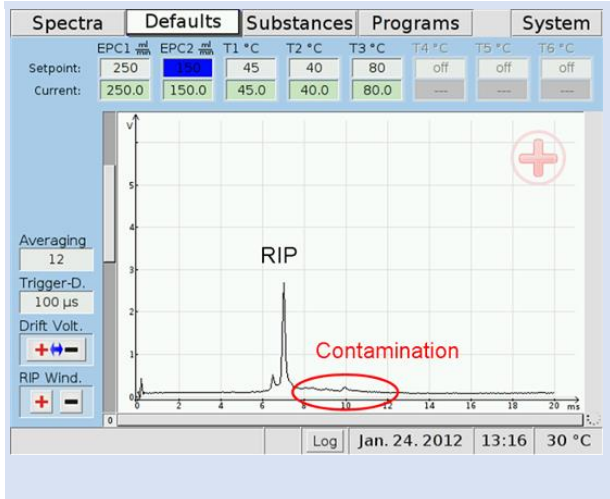 Spectra Defaults Substances Programs System
EPC1 ml/min EPC2 ml/min T1 °C T2 °C T3 °C T4 °C T5 °C T6 °C
Setpoint: 250 150 45 40 80 off off off
Current: 250.0 150.0 45.0 40.0 80.0 --- --- ---
V
5
4
3
2
1
0
Averaging
12
Trigger-D.
100 µs
Drift Volt.
+ −
RIP Wind.
+ −
RIP
Contamination
0 2 4 6 8 10 12 14 16 18 20 ms
0
Log Jan. 24. 2012 13:16 30 °C